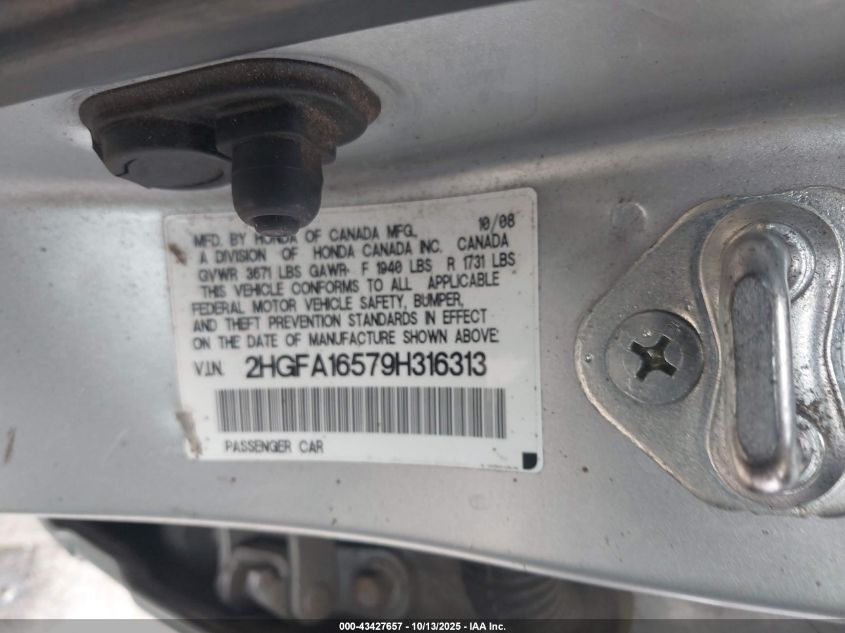 MFD. BY HONDA OF CANADA MFG. 10/08
A DIVISION OF HONDA CANADA INC. CANADA
GVWR 3671 LBS GAWR F 1940 LBS R 1731 LBS
THIS VEHICLE CONFORMS TO ALL APPLICABLE
FEDERAL MOTOR VEHICLE SAFETY, BUMPER,
AND THEFT PREVENTION STANDARDS IN EFFECT
ON THE DATE OF MANUFACTURE SHOWN ABOVE.
V.I.N. 2HGFA16579H316313
PASSENGER CAR
000-43427657 - 10/13/2025 - IAA Inc.